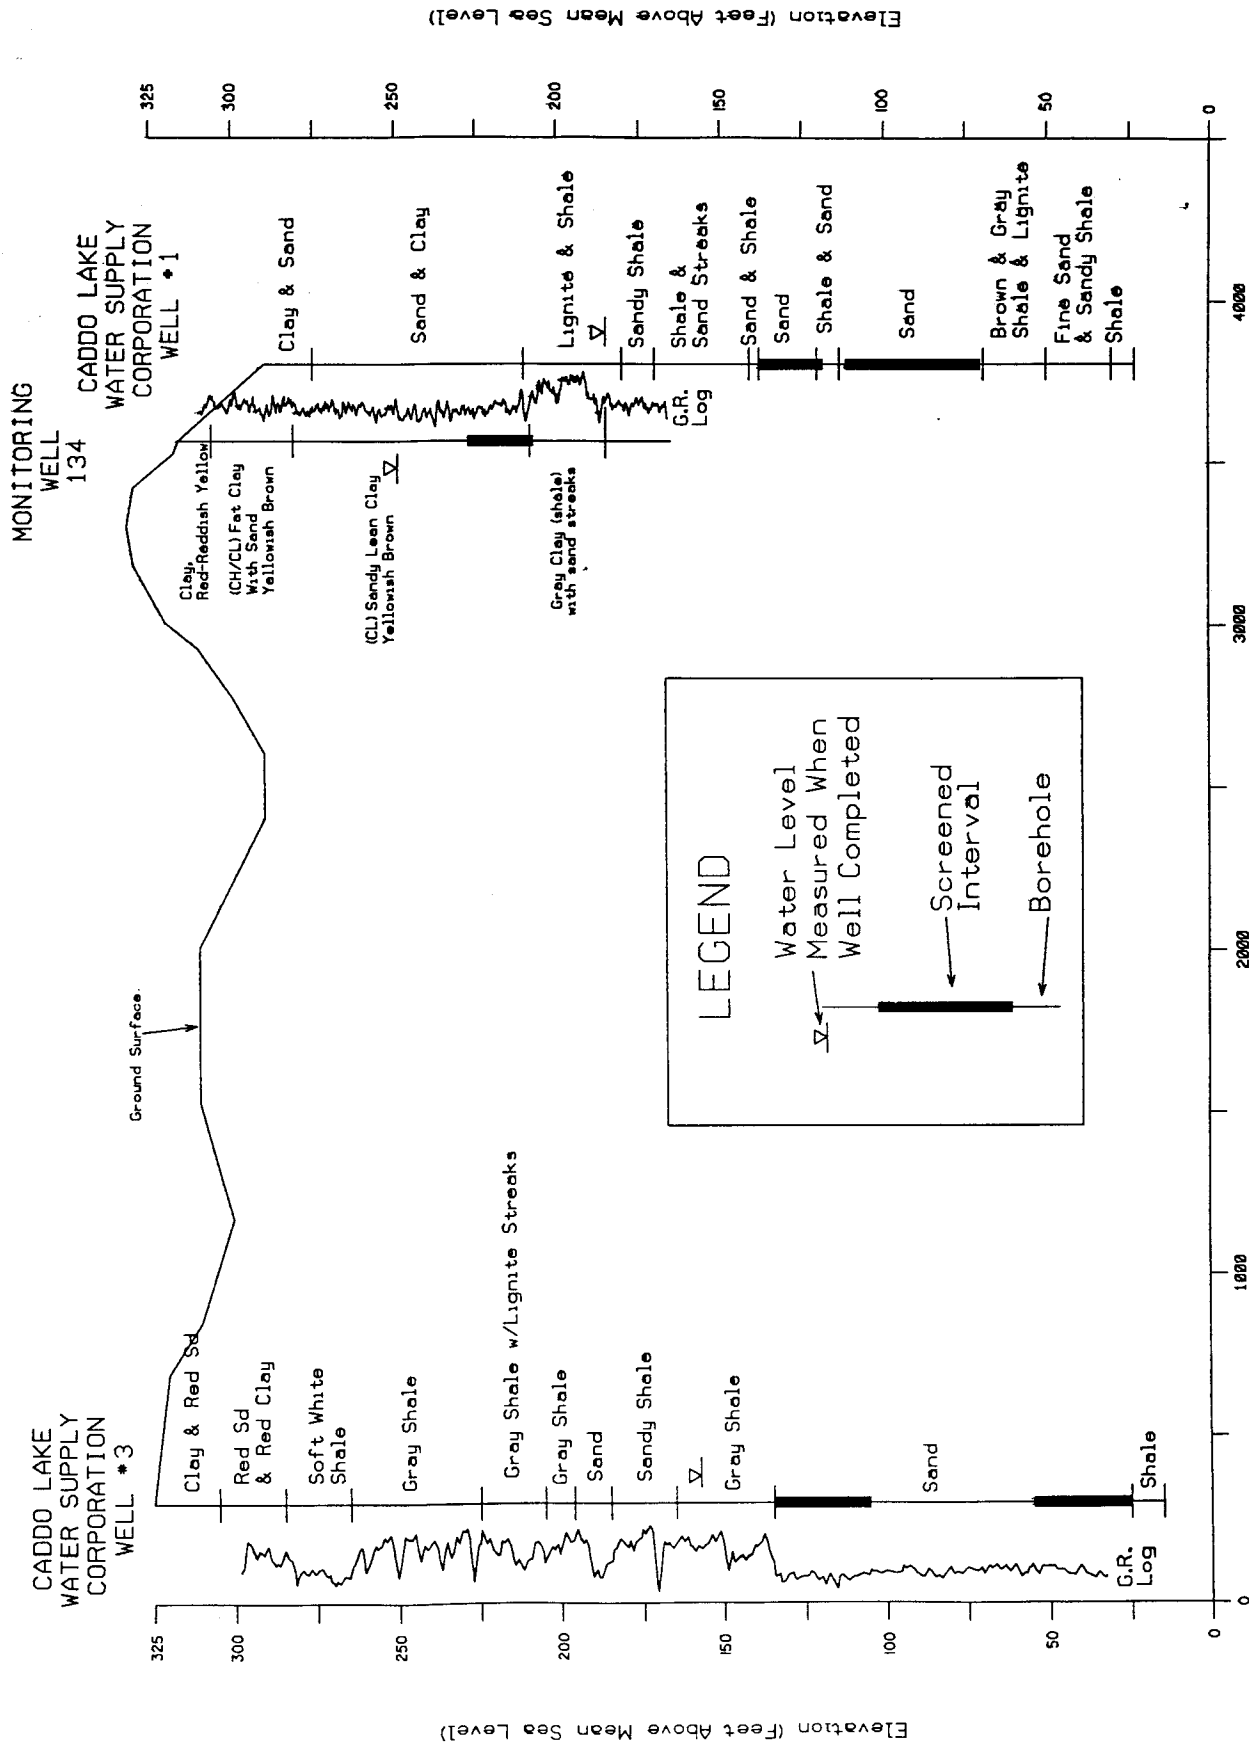 CADDO LAKE
WATER SUPPLY
CORPORATION
WELL #3
MONITORING
WELL
134
CADDO LAKE
WATER SUPPLY
CORPORATION
WELL #1
Elevation (Feet Above Mean Sea Level)
325
300
250
200
150
100
50
0
G.R.
Log
Clay & Red Sd
Red Sd
& Red Clay
Soft White
Shale
Gray Shale
Gray Shale w/Lignite Streaks
Gray Shale
Sand
Sandy Shale
Gray Shale
Sand
Shale
Ground Surface
LEGEND
Water Level
Measured When
Well Completed
Screened
Interval
Borehole
Clay,
Red-Reddish Yellow
(CH/CL) Fat Clay
With Sand
Yellowish Brown
(CL) Sandy Lean Clay
Yellowish Brown
Gray Clay (shale)
with sand streaks
G.R.
Log
Clay & Sand
Sand & Clay
Lignite & Shale
Sandy Shale
Shale &
Sand Streaks
Sand & Shale
Sand
Shale & Sand
Sand
Brown & Gray
Shale & Lignite
Fine Sand
& Sandy Shale
Shale
325
300
250
200
150
100
50
0
Elevation (Feet Above Mean Sea Level)
0
1000
2000
3000
4000